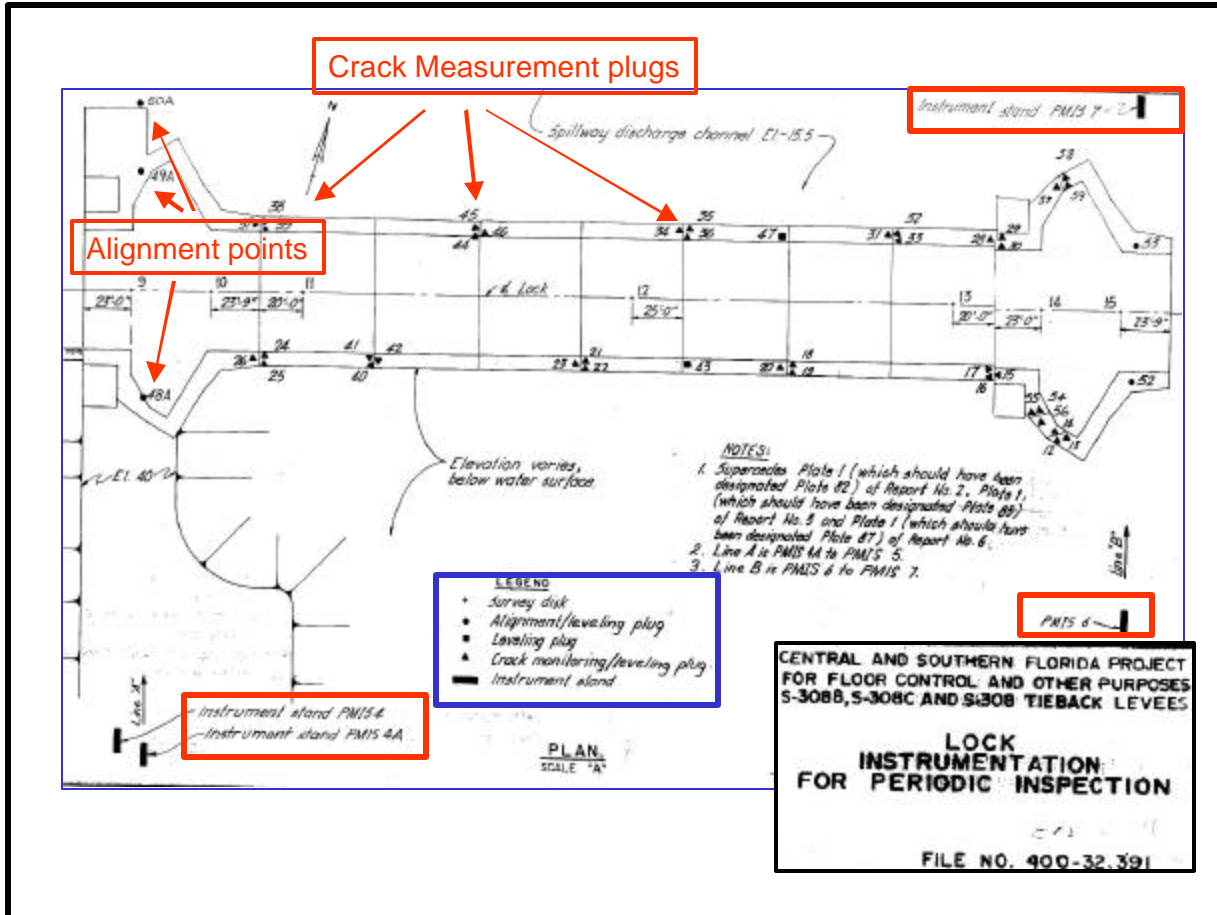 Crack Measurement plugs
60A
N
Instrument stand PMIS 7
Spillway discharge channel El-15.5
49A
58
57
59
38
39
45
44
46
35
34
36
47
32
31
33
29
28
30
53
Alignment points
9
10
11
℄ Lock
12
13
14
15
23'-0"
23'-9"
20'-0"
25'-0"
20'-0"
23'-0"
23'-9"
24
26
25
41
42
40
21
23
22
43
18
20
19
17
15
16
48A
55
54
56
14
12
13
52
El. 40
Elevation varies,
below water surface.
NOTES:
1. Supercedes Plate 1 (which should have been
designated Plate 82) of Report No. 2, Plate 1,
(which should have been designated Plate 85)
of Report No. 5 and Plate 1 (which should have
been designated Plate 87) of Report No. 6.
2. Line A is PMIS 4A to PMIS 5.
3. Line B is PMIS 6 to PMIS 7.
Line "B"
LEGEND
Survey disk
Alignment/leveling plug
Leveling plug
Crack monitoring/leveling plug
Instrument stand
PMIS 6
Line "A"
Instrument stand PMIS 4
Instrument stand PMIS 4A
PLAN
SCALE "A"
CENTRAL AND SOUTHERN FLORIDA PROJECT
FOR FLOOR CONTROL AND OTHER PURPOSES
S-308B, S-308C AND S-308 TIEBACK LEVEES
LOCK
INSTRUMENTATION
FOR PERIODIC INSPECTION
FILE NO. 400-32,391